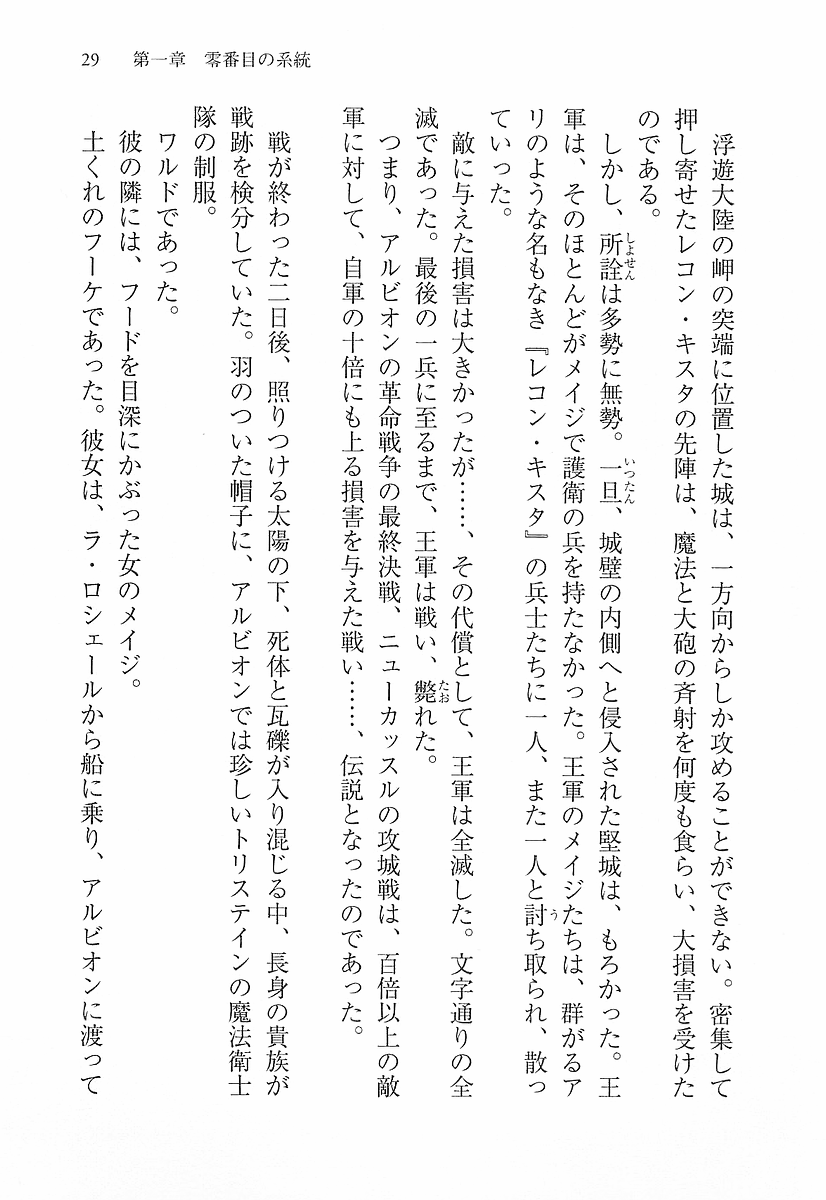 29　第一章　零番目の系統
　浮遊大陸の岬の突端に位置した城は、一方向からしか攻めることができない。密集して
押し寄せたレコン・キスタの先陣は、魔法と大砲の斉射を何度も食らい、大損害を受けた
のである。
　しかし、所詮は多勢に無勢。一旦、城壁の内側へと侵入された堅城は、もろかった。王
軍は、そのほとんどがメイジで護衛の兵を持たなかった。王軍のメイジたちは、群がるア
リのような名もなき『レコン・キスタ』の兵士たちに一人、また一人と討ち取られ、散っ
ていった。
　敵に与えた損害は大きかったが……、その代償として、王軍は全滅した。文字通りの全
滅であった。最後の一兵に至るまで、王軍は戦い、斃れた。
　つまり、アルビオンの革命戦争の最終決戦、ニューカッスルの攻城戦は、百倍以上の敵
軍に対して、自軍の十倍にも上る損害を与えた戦い……、伝説となったのであった。
　戦が終わった二日後、照りつける太陽の下、死体と瓦礫が入り混じる中、長身の貴族が
戦跡を検分していた。羽のついた帽子に、アルビオンでは珍しいトリステインの魔法衛士
隊の制服。
　ワルドであった。
　彼の隣には、フードを目深にかぶった女のメイジ。
　土くれのフーケであった。彼女は、ラ・ロシェールから船に乗り、アルビオンに渡って